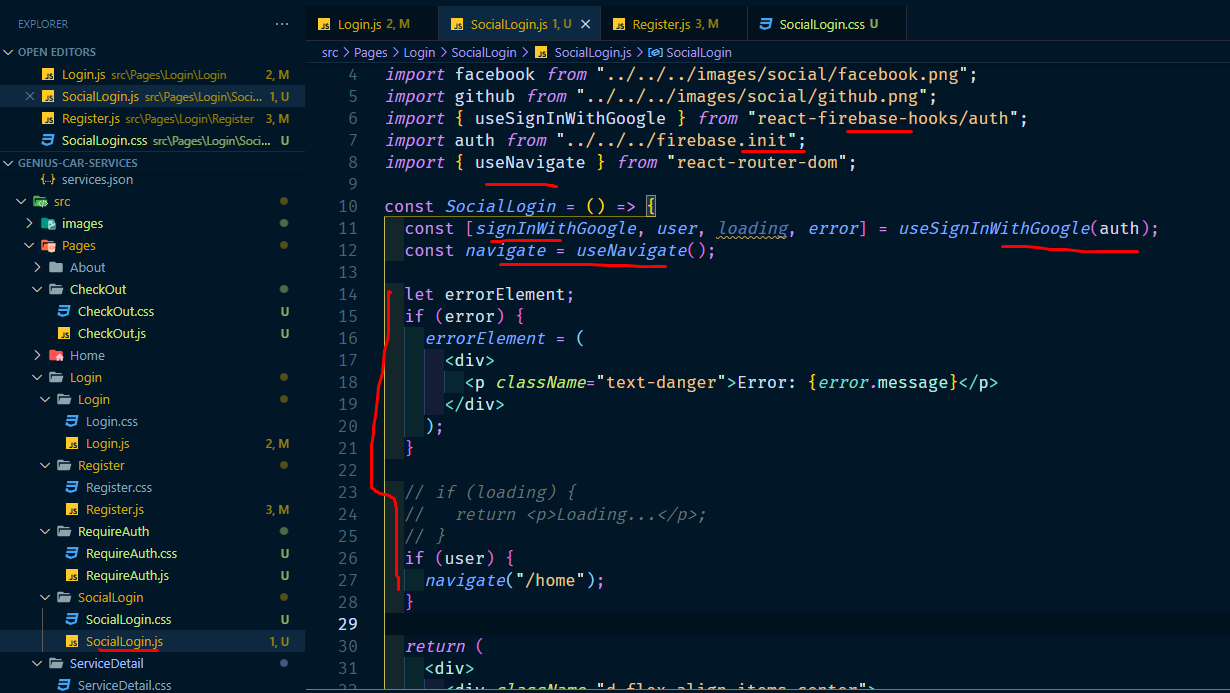 EXPLORER ...
OPEN EDITORS
Login.js src\Pages\Login\Login 2, M
SocialLogin.js src\Pages\Login\Soci... 1, U
Register.js src\Pages\Login\Register 3, M
SocialLogin.css src\Pages\Login\Soci... U
GENIUS-CAR-SERVICES
{..} services.json
src
images
Pages
About
CheckOut
CheckOut.css U
CheckOut.js U
Home
Login
Login
Login.css
Login.js 2, M
Register
Register.css
Register.js 3, M
RequireAuth
RequireAuth.css U
RequireAuth.js U
SocialLogin
SocialLogin.css U
SocialLogin.js 1, U
ServiceDetail
ServiceDetail.css
Login.js 2, M SocialLogin.js 1, U Register.js 3, M SocialLogin.css U
src > Pages > Login > SocialLogin > SocialLogin.js > SocialLogin
4 import facebook from "../../../images/social/facebook.png";
5 import github from "../../../images/social/github.png";
6 import { useSignInWithGoogle } from "react-firebase-hooks/auth";
7 import auth from "../../../firebase.init";
8 import { useNavigate } from "react-router-dom";
9
10 const SocialLogin = () => {
11 const [signInWithGoogle, user, loading, error] = useSignInWithGoogle(auth);
12 const navigate = useNavigate();
13
14 let errorElement;
15 if (error) {
16 errorElement = (
17 <div>
18 <p className="text-danger">Error: {error.message}</p>
19 </div>
20 );
21 }
22
23 // if (loading) {
24 // return <p>Loading...</p>;
25 // }
26 if (user) {
27 navigate("/home");
28 }
29
30 return (
31 <div>
32 <div className="d-flex align-items-center">